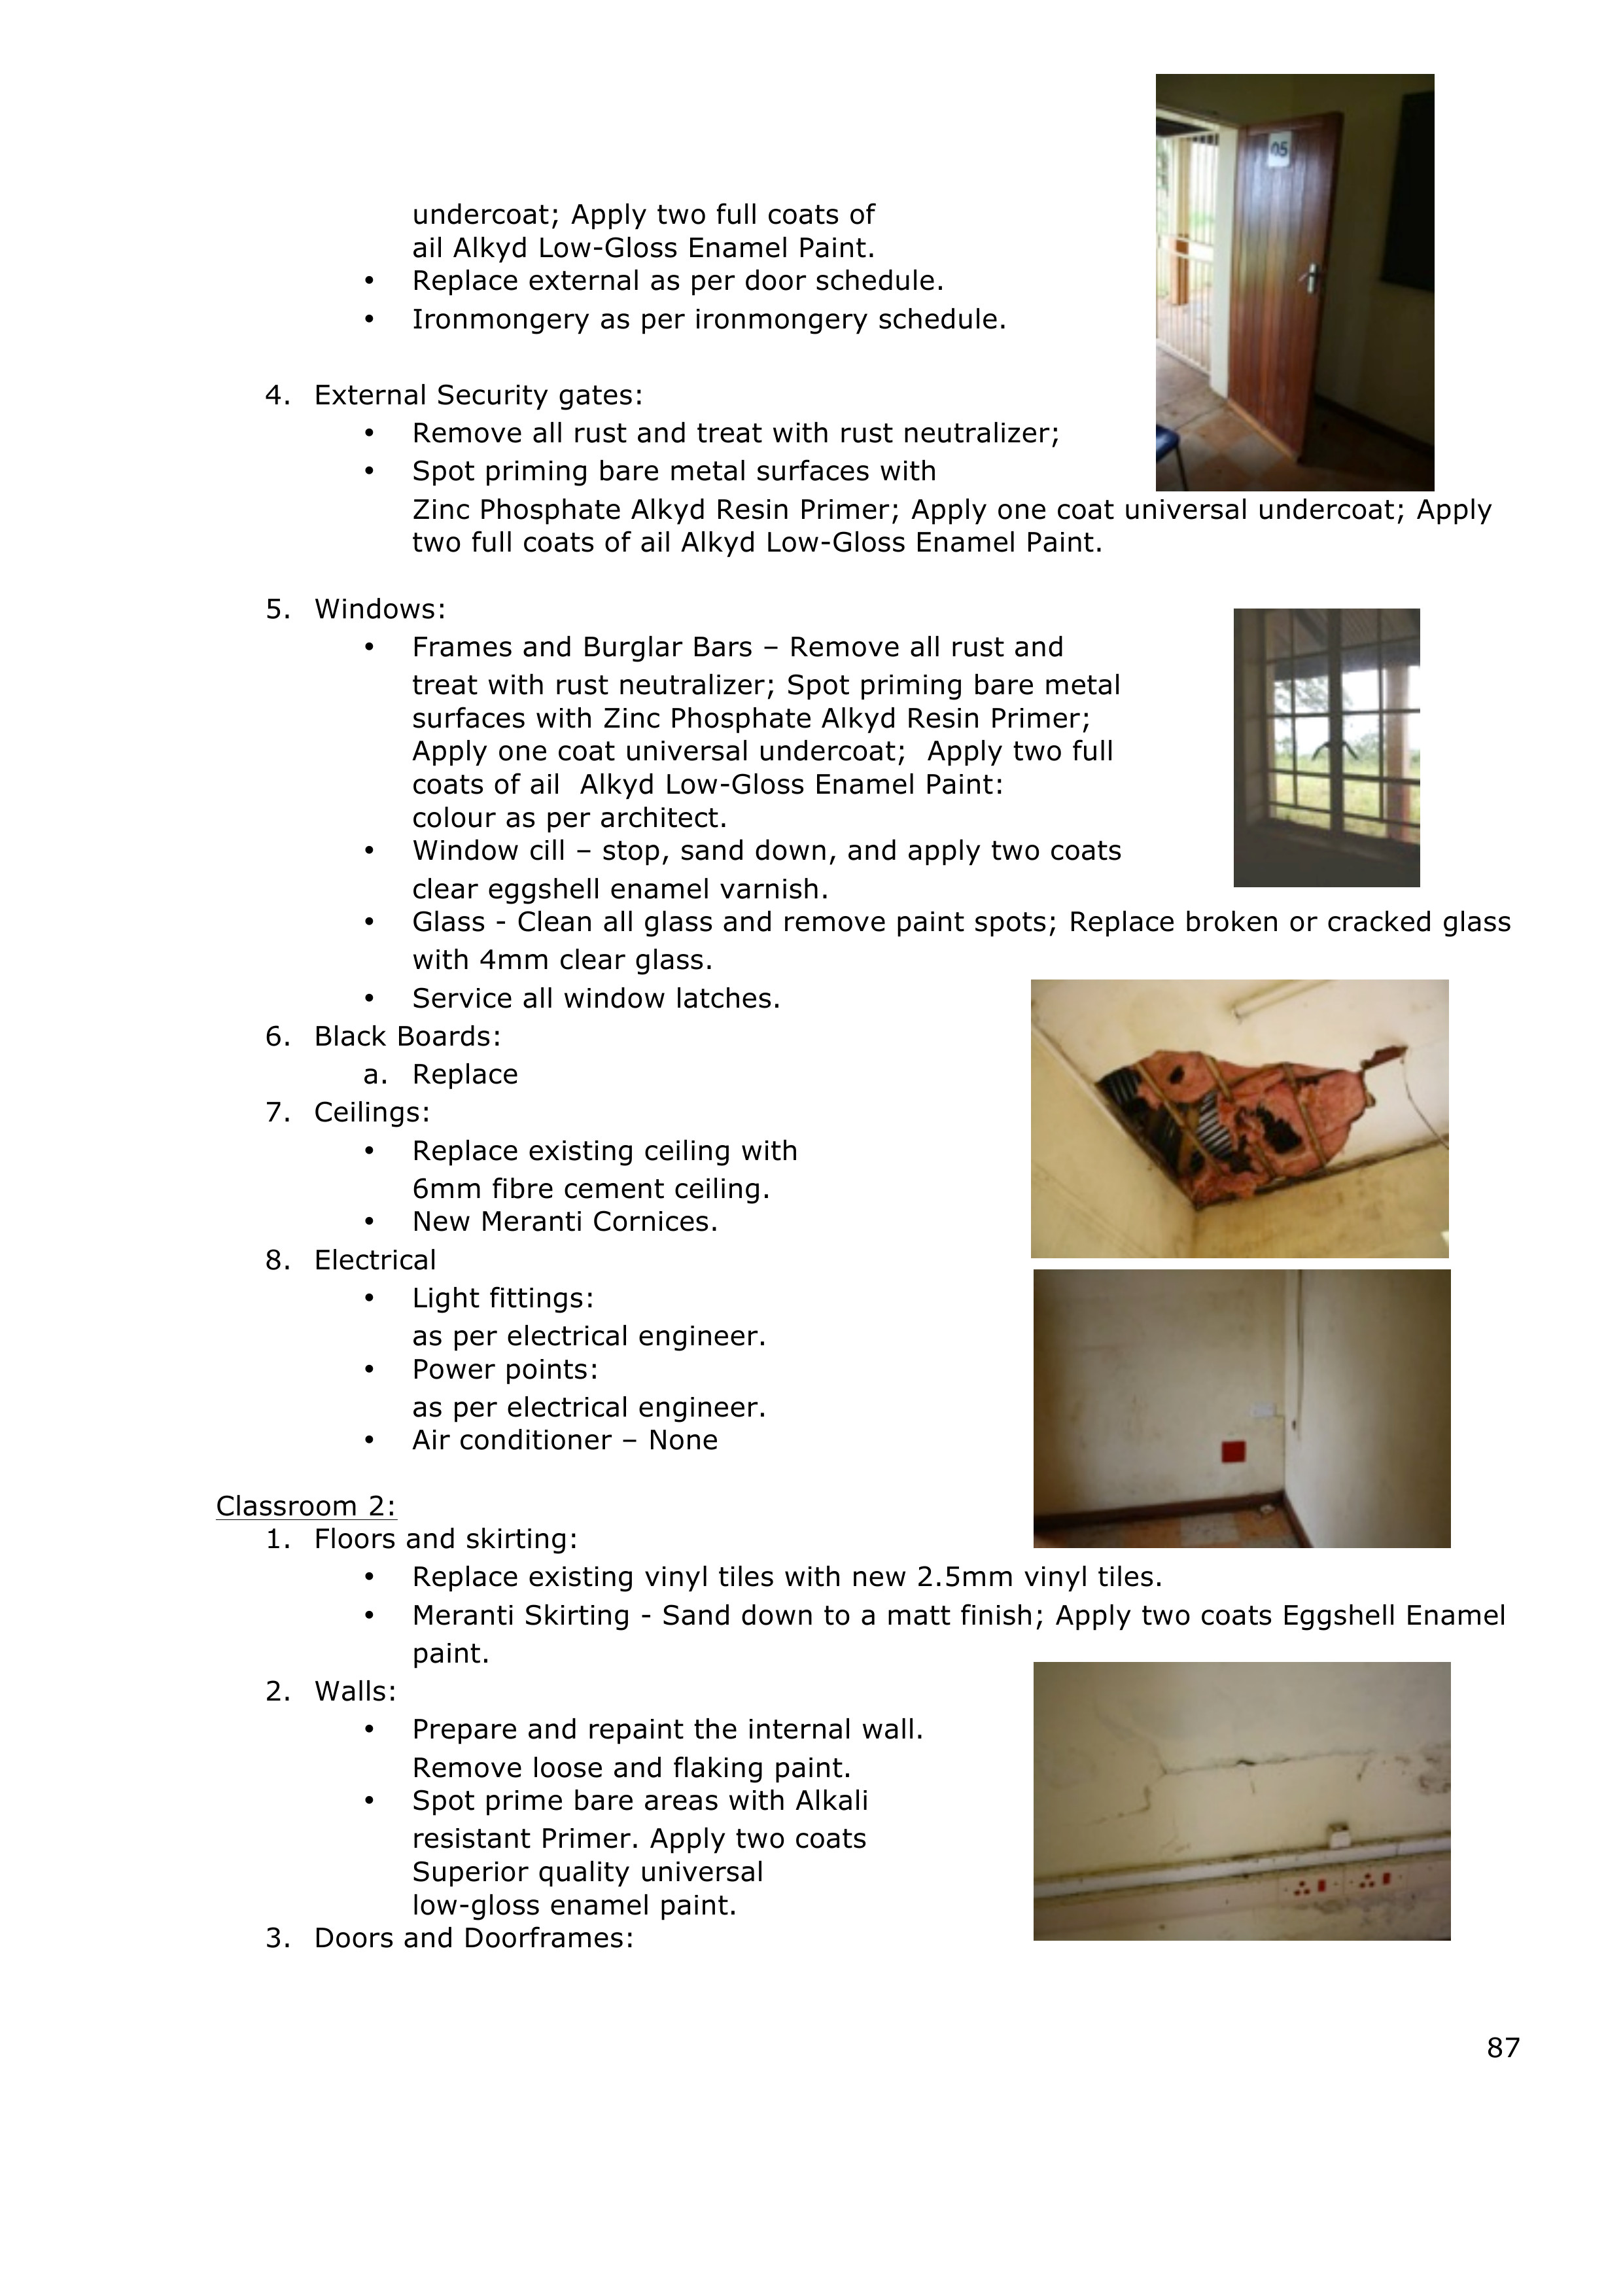 05
undercoat; Apply two full coats of
ail Alkyd Low-Gloss Enamel Paint.
• Replace external as per door schedule.
• Ironmongery as per ironmongery schedule.
4. External Security gates:
• Remove all rust and treat with rust neutralizer;
• Spot priming bare metal surfaces with
Zinc Phosphate Alkyd Resin Primer; Apply one coat universal undercoat; Apply
two full coats of ail Alkyd Low-Gloss Enamel Paint.
5. Windows:
• Frames and Burglar Bars – Remove all rust and
treat with rust neutralizer; Spot priming bare metal
surfaces with Zinc Phosphate Alkyd Resin Primer;
Apply one coat universal undercoat;  Apply two full
coats of ail  Alkyd Low-Gloss Enamel Paint:
colour as per architect.
• Window cill – stop, sand down, and apply two coats
clear eggshell enamel varnish.
• Glass - Clean all glass and remove paint spots; Replace broken or cracked glass
with 4mm clear glass.
• Service all window latches.
6. Black Boards:
a. Replace
7. Ceilings:
• Replace existing ceiling with
6mm fibre cement ceiling.
• New Meranti Cornices.
8. Electrical
• Light fittings:
as per electrical engineer.
• Power points:
as per electrical engineer.
• Air conditioner – None
Classroom 2:
1. Floors and skirting:
• Replace existing vinyl tiles with new 2.5mm vinyl tiles.
• Meranti Skirting - Sand down to a matt finish; Apply two coats Eggshell Enamel
paint.
2. Walls:
• Prepare and repaint the internal wall.
Remove loose and flaking paint.
• Spot prime bare areas with Alkali
resistant Primer. Apply two coats
Superior quality universal
low-gloss enamel paint.
3. Doors and Doorframes:
87